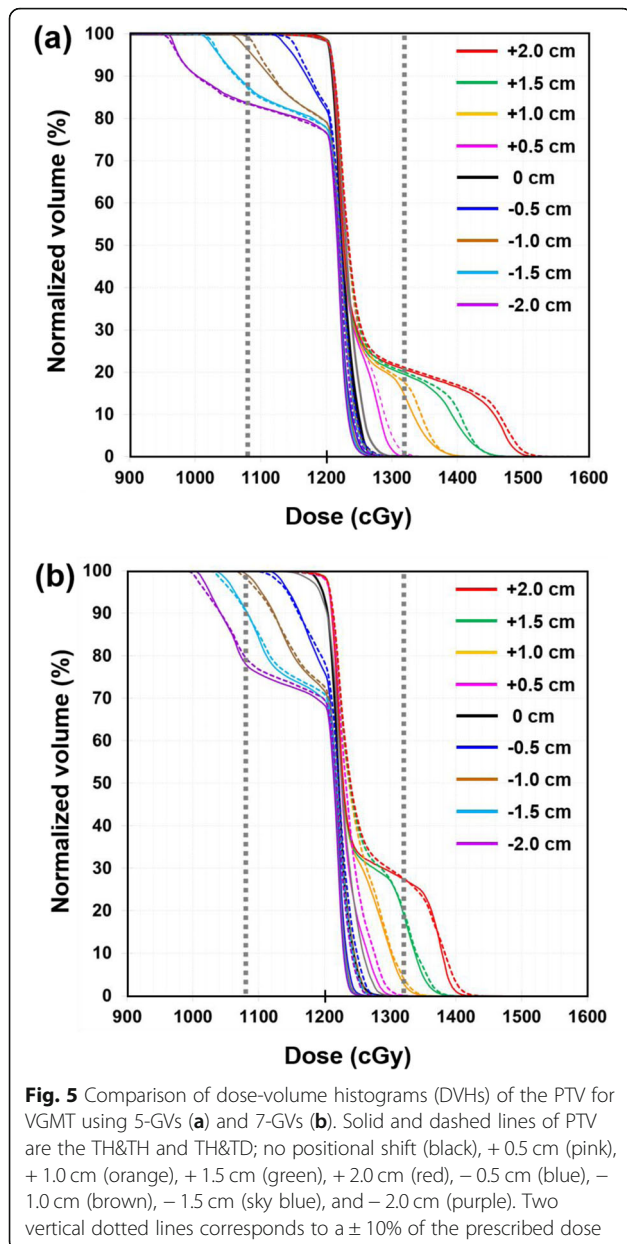 (a)
100
90
80
70
60
50
40
30
20
10
0
Normalized volume (%)
+2.0 cm
+1.5 cm
+1.0 cm
+0.5 cm
0 cm
-0.5 cm
-1.0 cm
-1.5 cm
-2.0 cm
900 1000 1100 1200 1300 1400 1500 1600
Dose (cGy)
(b)
100
90
80
70
60
50
40
30
20
10
0
Normalized volume (%)
+2.0 cm
+1.5 cm
+1.0 cm
+0.5 cm
0 cm
-0.5 cm
-1.0 cm
-1.5 cm
-2.0 cm
900 1000 1100 1200 1300 1400 1500 1600
Dose (cGy)
Fig. 5 Comparison of dose-volume histograms (DVHs) of the PTV for
VGMT using 5-GVs (a) and 7-GVs (b). Solid and dashed lines of PTV
are the TH&TH and TH&TD; no positional shift (black), + 0.5 cm (pink),
+ 1.0 cm (orange), + 1.5 cm (green), + 2.0 cm (red), − 0.5 cm (blue), −
1.0 cm (brown), − 1.5 cm (sky blue), and − 2.0 cm (purple). Two
vertical dotted lines corresponds to a ± 10% of the prescribed dose